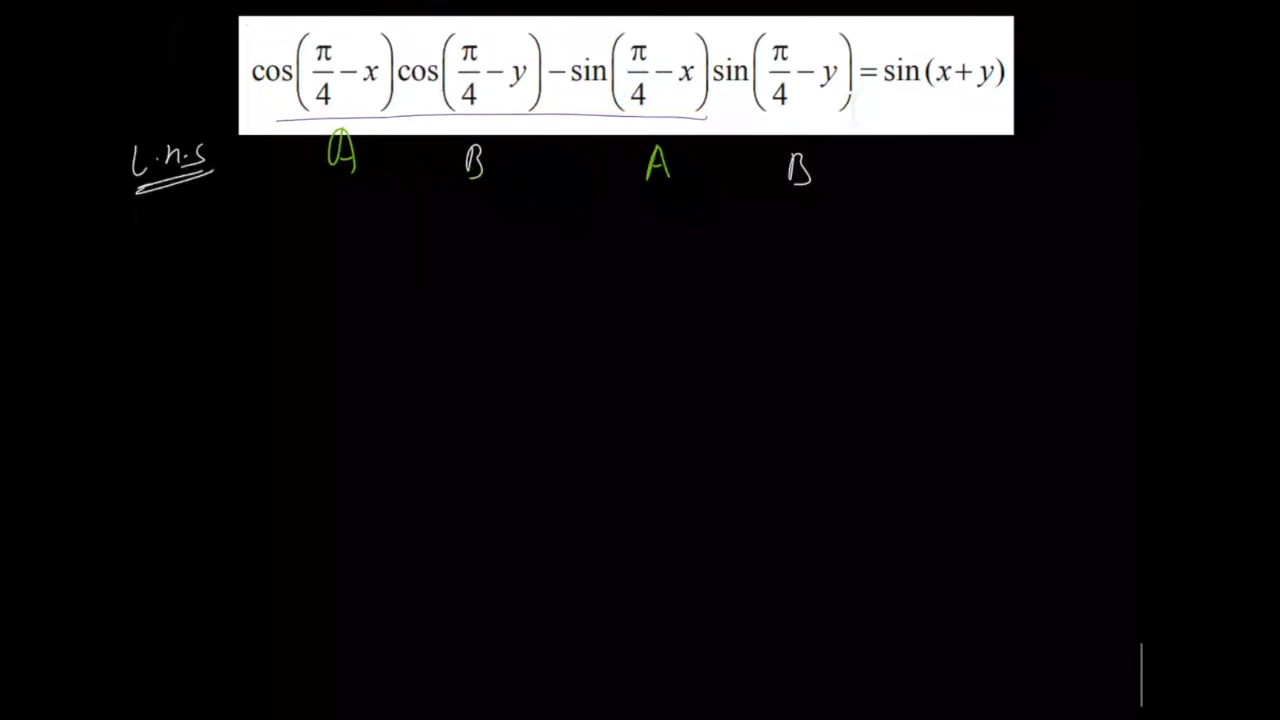 cos(π/4 − x)cos(π/4 − y) − sin(π/4 − x)sin(π/4 − y) = sin(x + y)
L.h.s A B A B